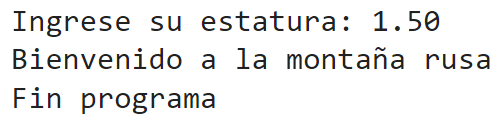 Ingrese su estatura: 1.50
Bienvenido a la montaña rusa
Fin programa